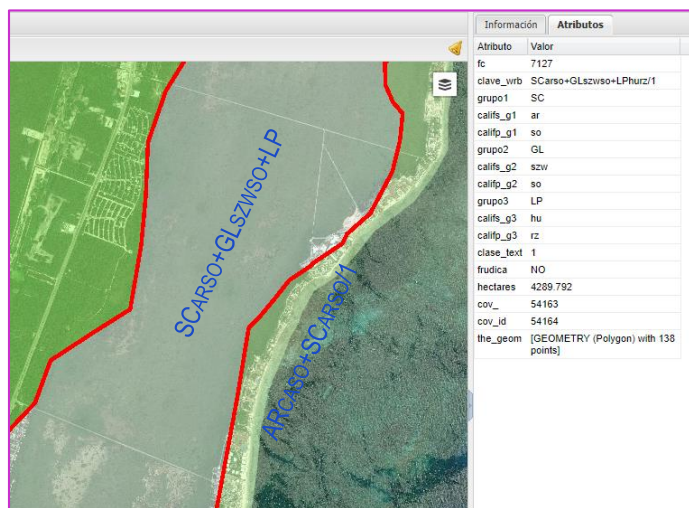 Información Atributos
Atributo Valor
fc 7127
clave_wrb SCarso+GLszwso+LPhurz/1
grupo1 SC
califs_g1 ar
califp_g1 so
grupo2 GL
califs_g2 szw
califp_g2 so
grupo3 LP
califs_g3 hu
califp_g3 rz
clase_text 1
frudica NO
hectares 4289.792
cov_ 54163
cov_id 54164
the_geom [GEOMETRY (Polygon) with 138
points]
SCARSO+GLSZWSO+LP
ARCASO+SCARSO/1